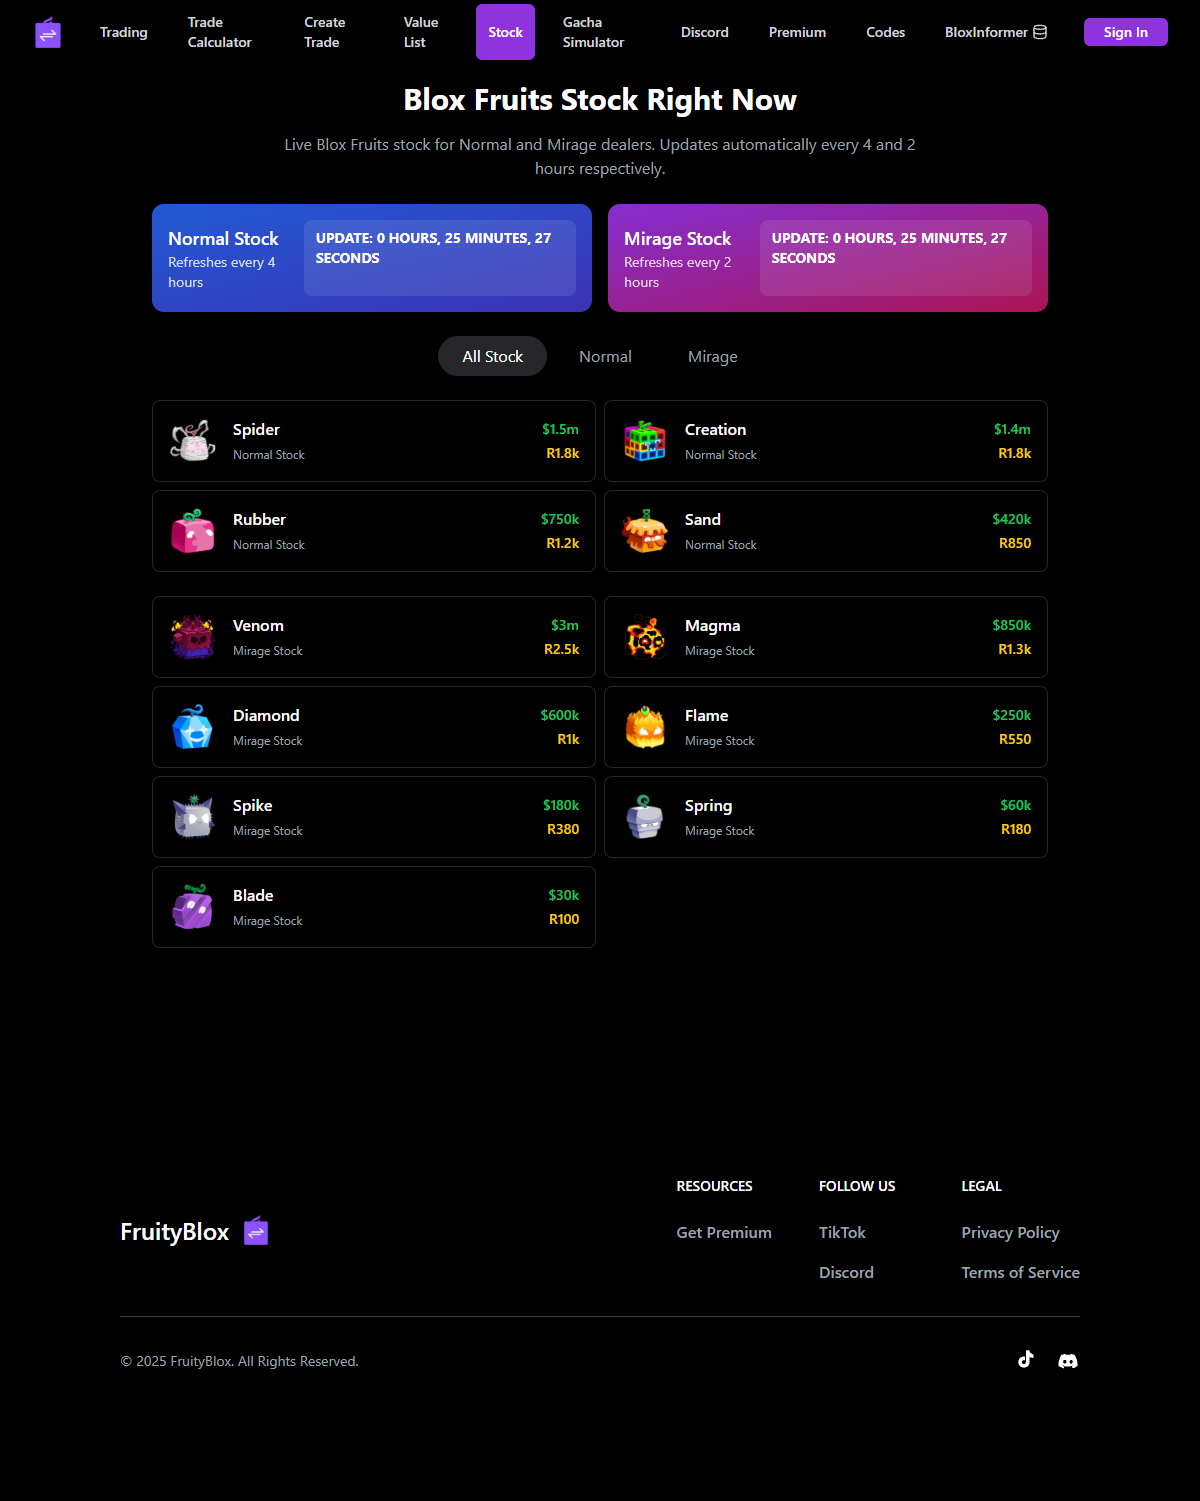 Trading
Trade
Calculator
Create
Trade
Value
List
Stock
Gacha
Simulator
Discord
Premium
Codes
BloxInformer
Sign In
Blox Fruits Stock Right Now
Live Blox Fruits stock for Normal and Mirage dealers. Updates automatically every 4 and 2
hours respectively.
Normal Stock
Refreshes every 4
hours
UPDATE: 0 HOURS, 25 MINUTES, 27
SECONDS
Mirage Stock
Refreshes every 2
hours
UPDATE: 0 HOURS, 25 MINUTES, 27
SECONDS
All Stock
Normal
Mirage
Spider
Normal Stock
$1.5m
R1.8k
Creation
Normal Stock
$1.4m
R1.8k
Rubber
Normal Stock
$750k
R1.2k
Sand
Normal Stock
$420k
R850
Venom
Mirage Stock
$3m
R2.5k
Magma
Mirage Stock
$850k
R1.3k
Diamond
Mirage Stock
$600k
R1k
Flame
Mirage Stock
$250k
R550
Spike
Mirage Stock
$180k
R380
Spring
Mirage Stock
$60k
R180
Blade
Mirage Stock
$30k
R100
FruityBlox
RESOURCES
Get Premium
FOLLOW US
TikTok
Discord
LEGAL
Privacy Policy
Terms of Service
© 2025 FruityBlox. All Rights Reserved.